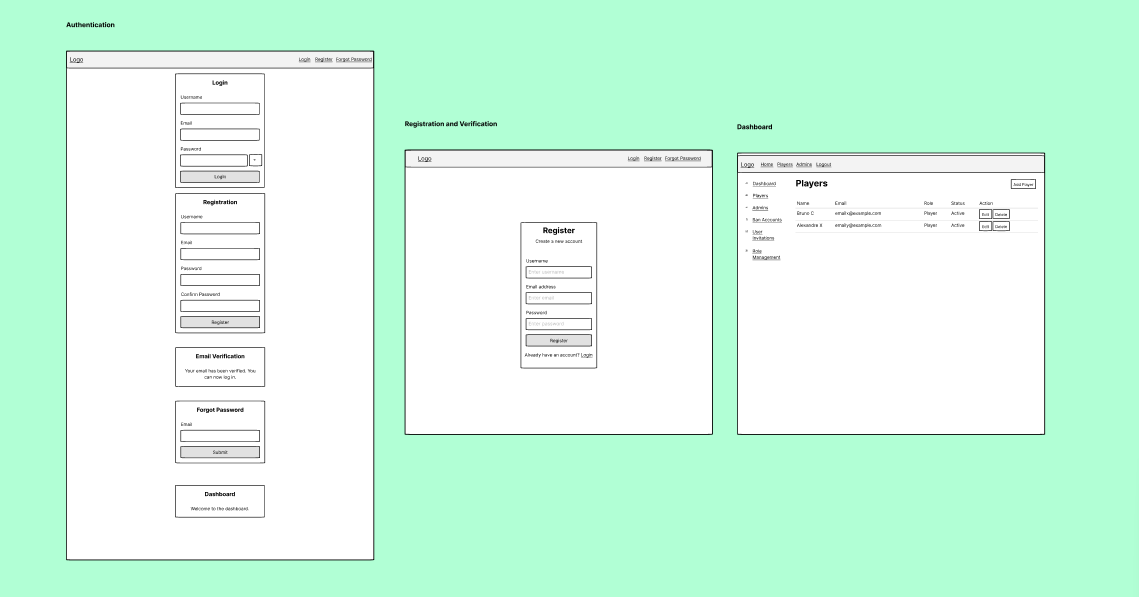 Authentication
Logo
Login Register Forgot Password
Login
Username
Email
Password
Login
Registration
Username
Email
Password
Confirm Password
Register
Email Verification
Your email has been verified. You
can now log in.
Forgot Password
Email
Submit
Dashboard
Welcome to the dashboard.
Registration and Verification
Logo
Login Register Forgot Password
Register
Create a new account
Username
Enter username
Email address
Enter email
Password
Enter password
Register
Already have an account? Login
Dashboard
Logo Home Players Admins Logout
Dashboard
Players
Admins
Ban Accounts
User
Invitations
Role
Management
Players
Add Player
Name Email Role Status Action
Bruno C emailx@example.com Player Active Edit Delete
Alexandre X emaily@example.com Player Active Edit Delete